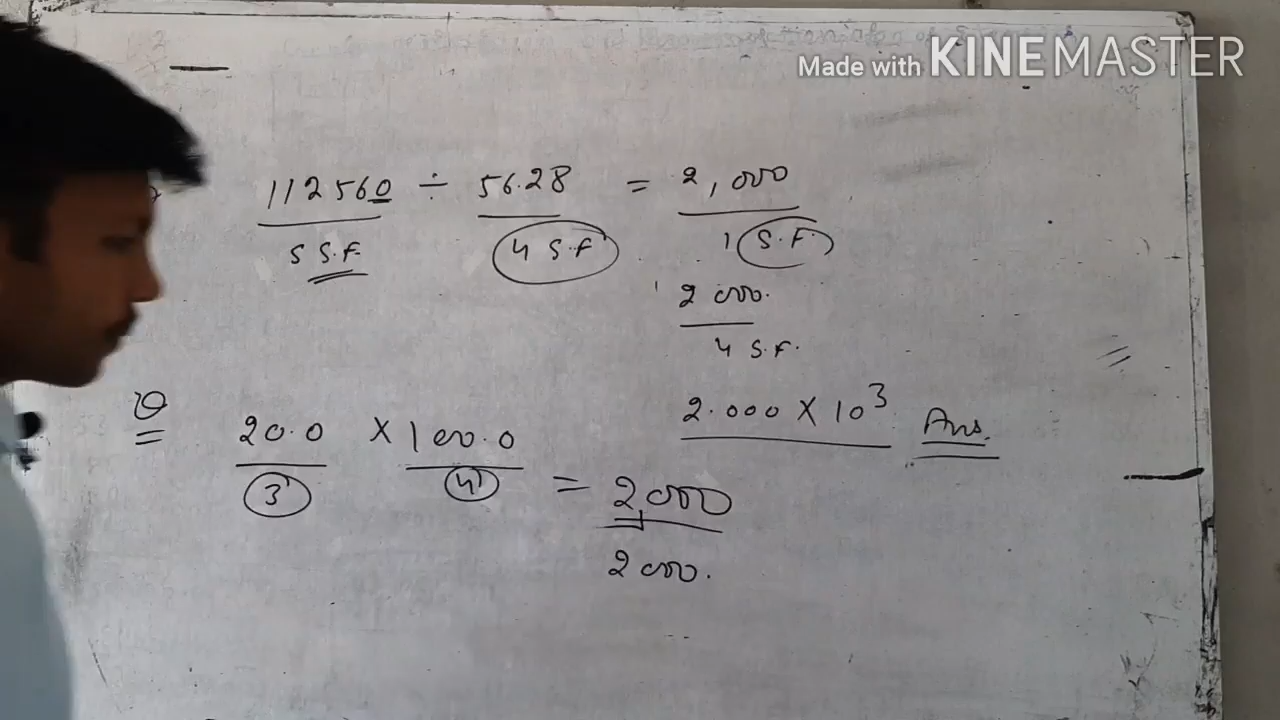 Made with KINEMASTER
112560 ÷ 56.28 = 2,000
5 S.F. 4 S.F 1 S.F.
2000.
4 S.F.
2.000 X 10³ Ans.
Q 20.0 X 100.0 = 2,000
3 4
2000.